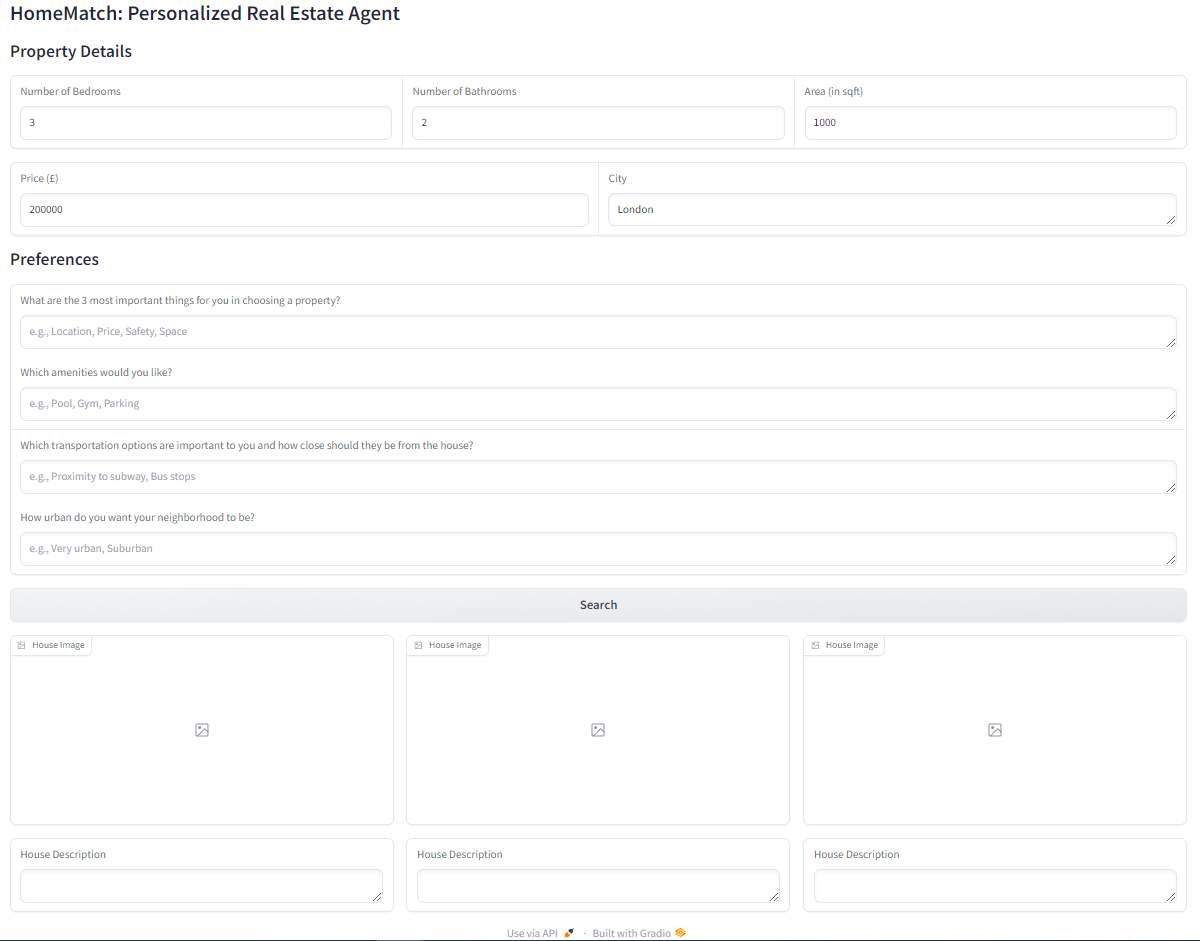 HomeMatch: Personalized Real Estate Agent
Property Details
Number of Bedrooms
Number of Bathrooms
Area (in sqft)
3
2
1000
Price (£)
City
200000
London
Preferences
What are the 3 most important things for you in choosing a property?
e.g., Location, Price, Safety, Space
Which amenities would you like?
e.g., Pool, Gym, Parking
Which transportation options are important to you and how close should they be from the house?
e.g., Proximity to subway, Bus stops
How urban do you want your neighborhood to be?
e.g., Very urban, Suburban
Search
House Image
House Image
House Image
House Description
House Description
House Description
Use via API · Built with Gradio